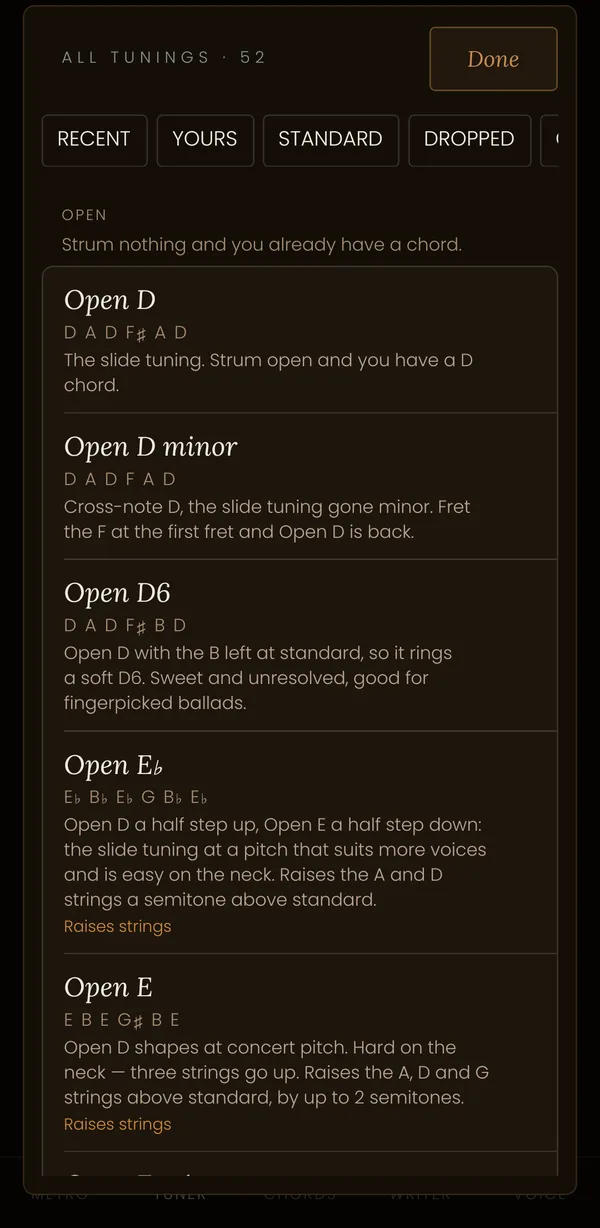 ALL TUNINGS · 52
Done
RECENT
YOURS
STANDARD
DROPPED
OPEN
Strum nothing and you already have a chord.
Open D
D A D F♯ A D
The slide tuning. Strum open and you have a D
chord.
Open D minor
D A D F A D
Cross-note D, the slide tuning gone minor. Fret
the F at the first fret and Open D is back.
Open D6
D A D F♯ B D
Open D with the B left at standard, so it rings
a soft D6. Sweet and unresolved, good for
fingerpicked ballads.
Open E♭
E♭ B♭ E♭ G B♭ E♭
Open D a half step up, Open E a half step down:
the slide tuning at a pitch that suits more voices
and is easy on the neck. Raises the A and D
strings a semitone above standard.
Raises strings
Open E
E B E G♯ B E
Open D shapes at concert pitch. Hard on the
neck — three strings go up. Raises the A, D and G
strings above standard, by up to 2 semitones.
Raises strings
METRO
TUNER
CHORDS
WRITER
VOICE